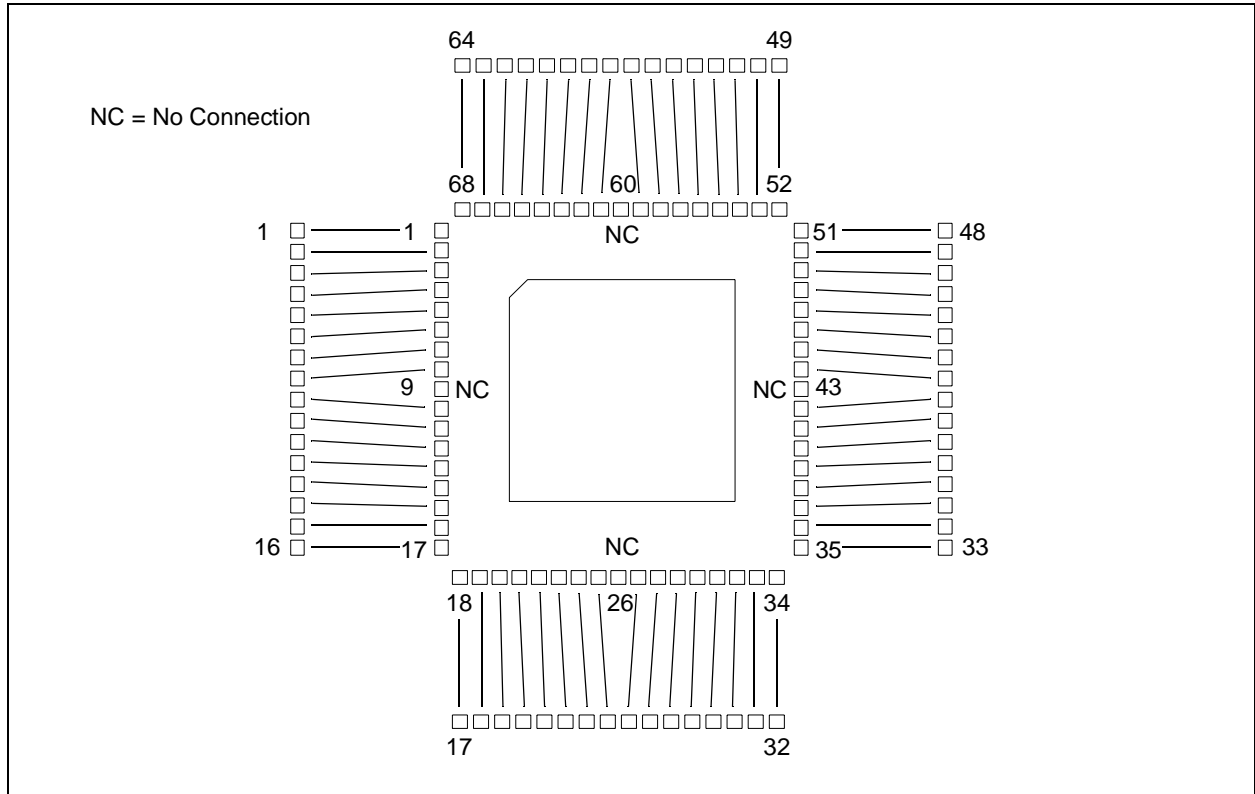 64 49
NC = No Connection
68 60 52
1 1 NC 51 48
9 NC NC 43
16 17 NC 35 33
18 26 34
17 32